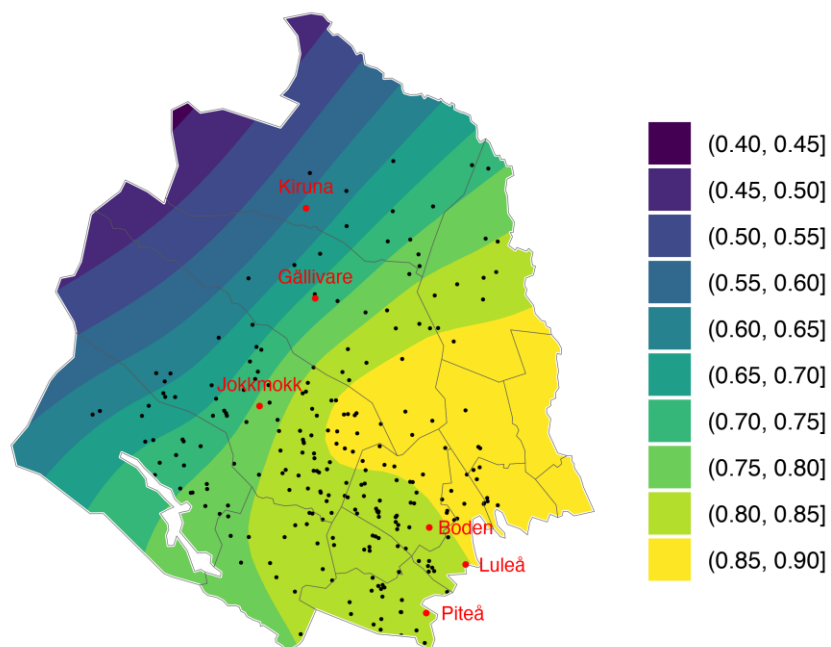 Kiruna
Gällivare
Jokkmokk
Boden
Luleå
Piteå
(0.40, 0.45]
(0.45, 0.50]
(0.50, 0.55]
(0.55, 0.60]
(0.60, 0.65]
(0.65, 0.70]
(0.70, 0.75]
(0.75, 0.80]
(0.80, 0.85]
(0.85, 0.90]